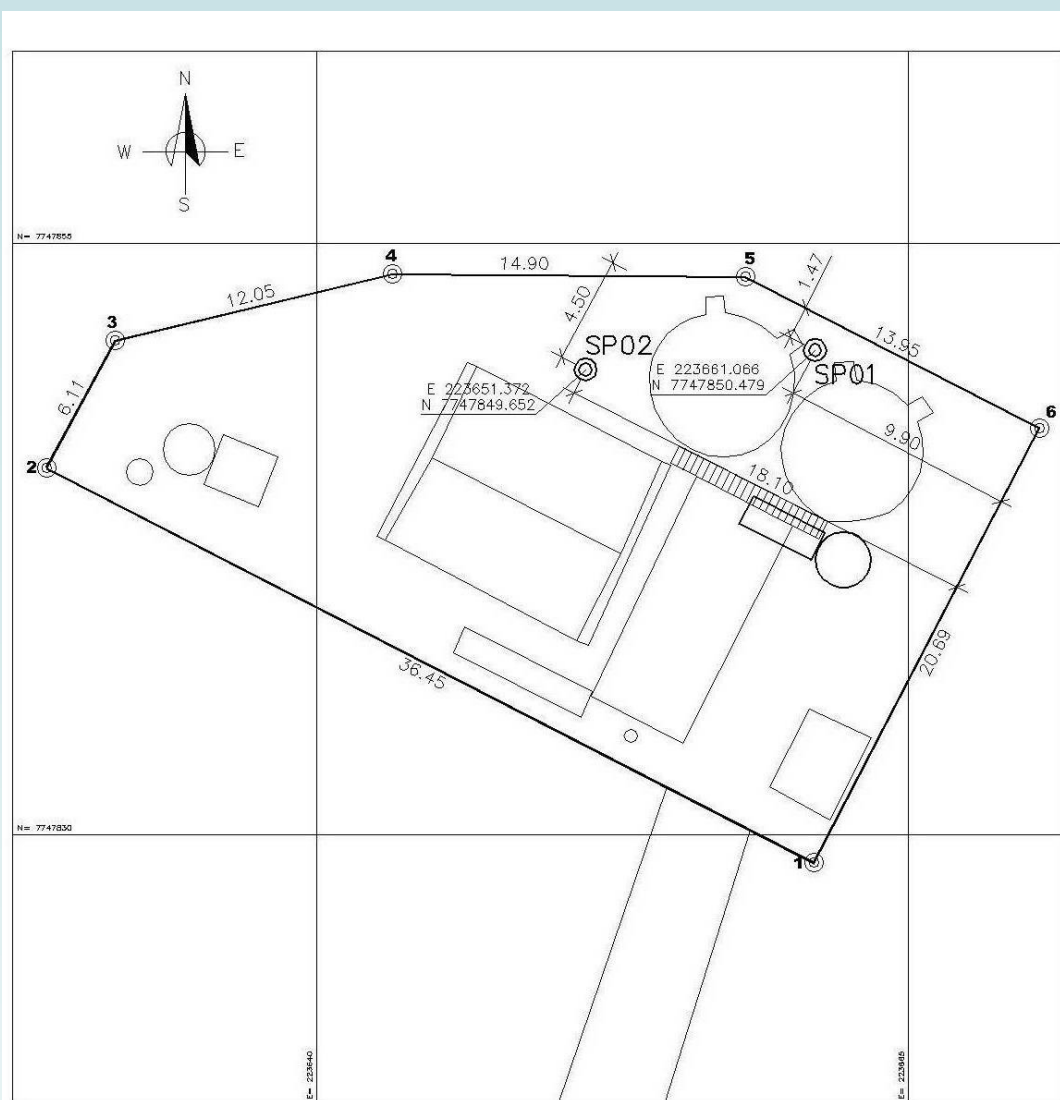 N
W E
S
N= 7747855
4
14.90
5
1.47
12.05
3
4.50
13.95
SP02
E 223661.066
N 7747850.479
SP01
E 223651.372
N 7747849.652
6.11
6
9.90
2
18.10
36.45
20.69
N= 7747830
1
E= 223640
E= 223665